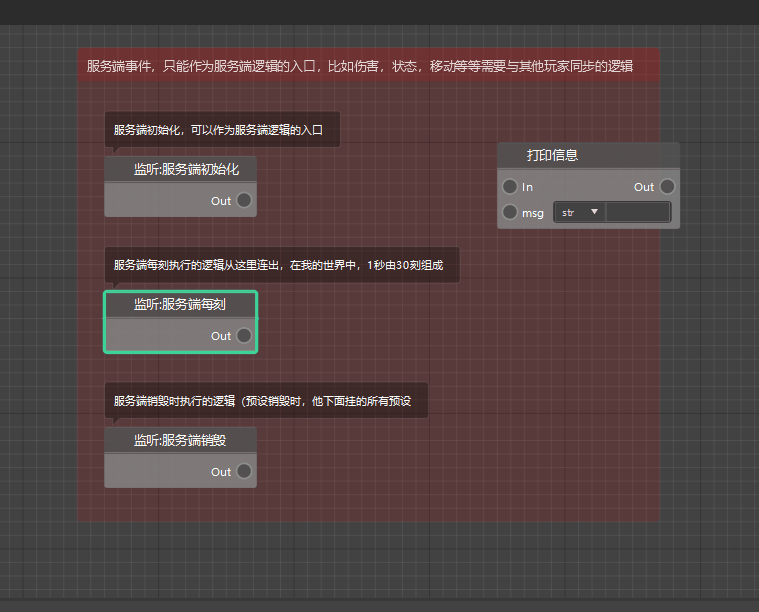 服务端事件，只能作为服务端逻辑的入口，比如伤害，状态，移动等等需要与其他玩家同步的逻辑
服务端初始化，可以作为服务端逻辑的入口
监听:服务端初始化
Out
打印信息
In Out
msg str
服务端每刻执行的逻辑从这里连出，在我的世界中，1秒由30刻组成
监听:服务端每刻
Out
服务端销毁时执行的逻辑（预设销毁时，他下面挂的所有预设
监听:服务端销毁
Out